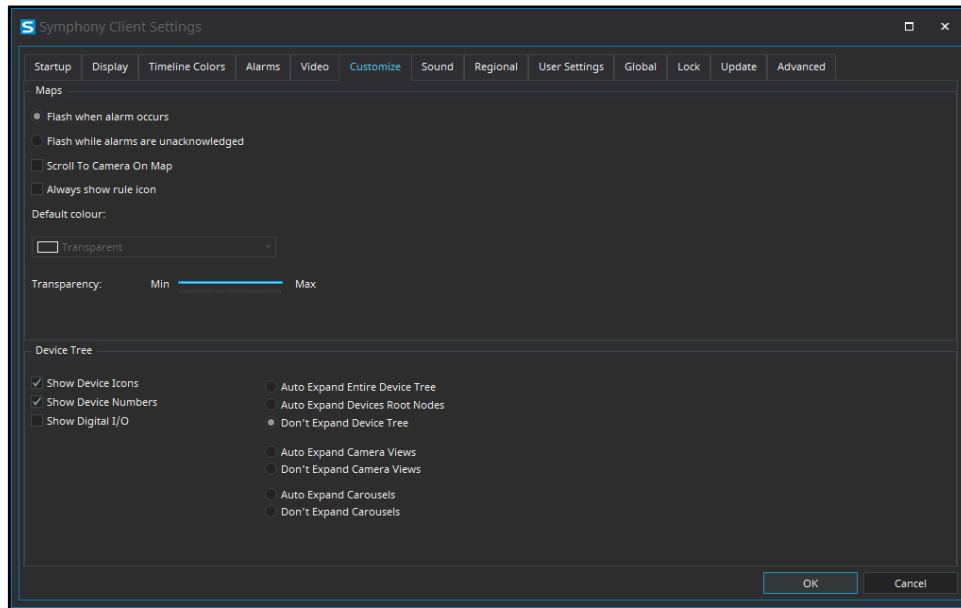 Symphony Client Settings
Startup Display Timeline Colors Alarms Video Customize Sound Regional User Settings Global Lock Update Advanced
Maps
Flash when alarm occurs
Flash while alarms are unacknowledged
Scroll To Camera On Map
Always show rule icon
Default colour:
Transparent
Transparency: Min Max
Device Tree
Show Device Icons
Show Device Numbers
Show Digital I/O
Auto Expand Entire Device Tree
Auto Expand Devices Root Nodes
Don't Expand Device Tree
Auto Expand Camera Views
Don't Expand Camera Views
Auto Expand Carousels
Don't Expand Carousels
OK Cancel